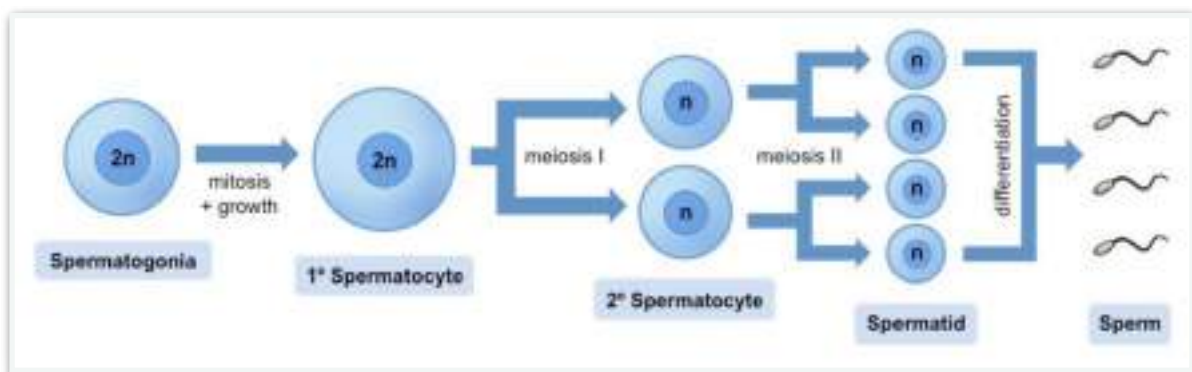 2n
mitosis
+ growth
Spermatogonia
2n
1° Spermatocyte
meiosis I
n
n
2° Spermatocyte
meiosis II
n
n
n
n
Spermatid
differentiation
Sperm